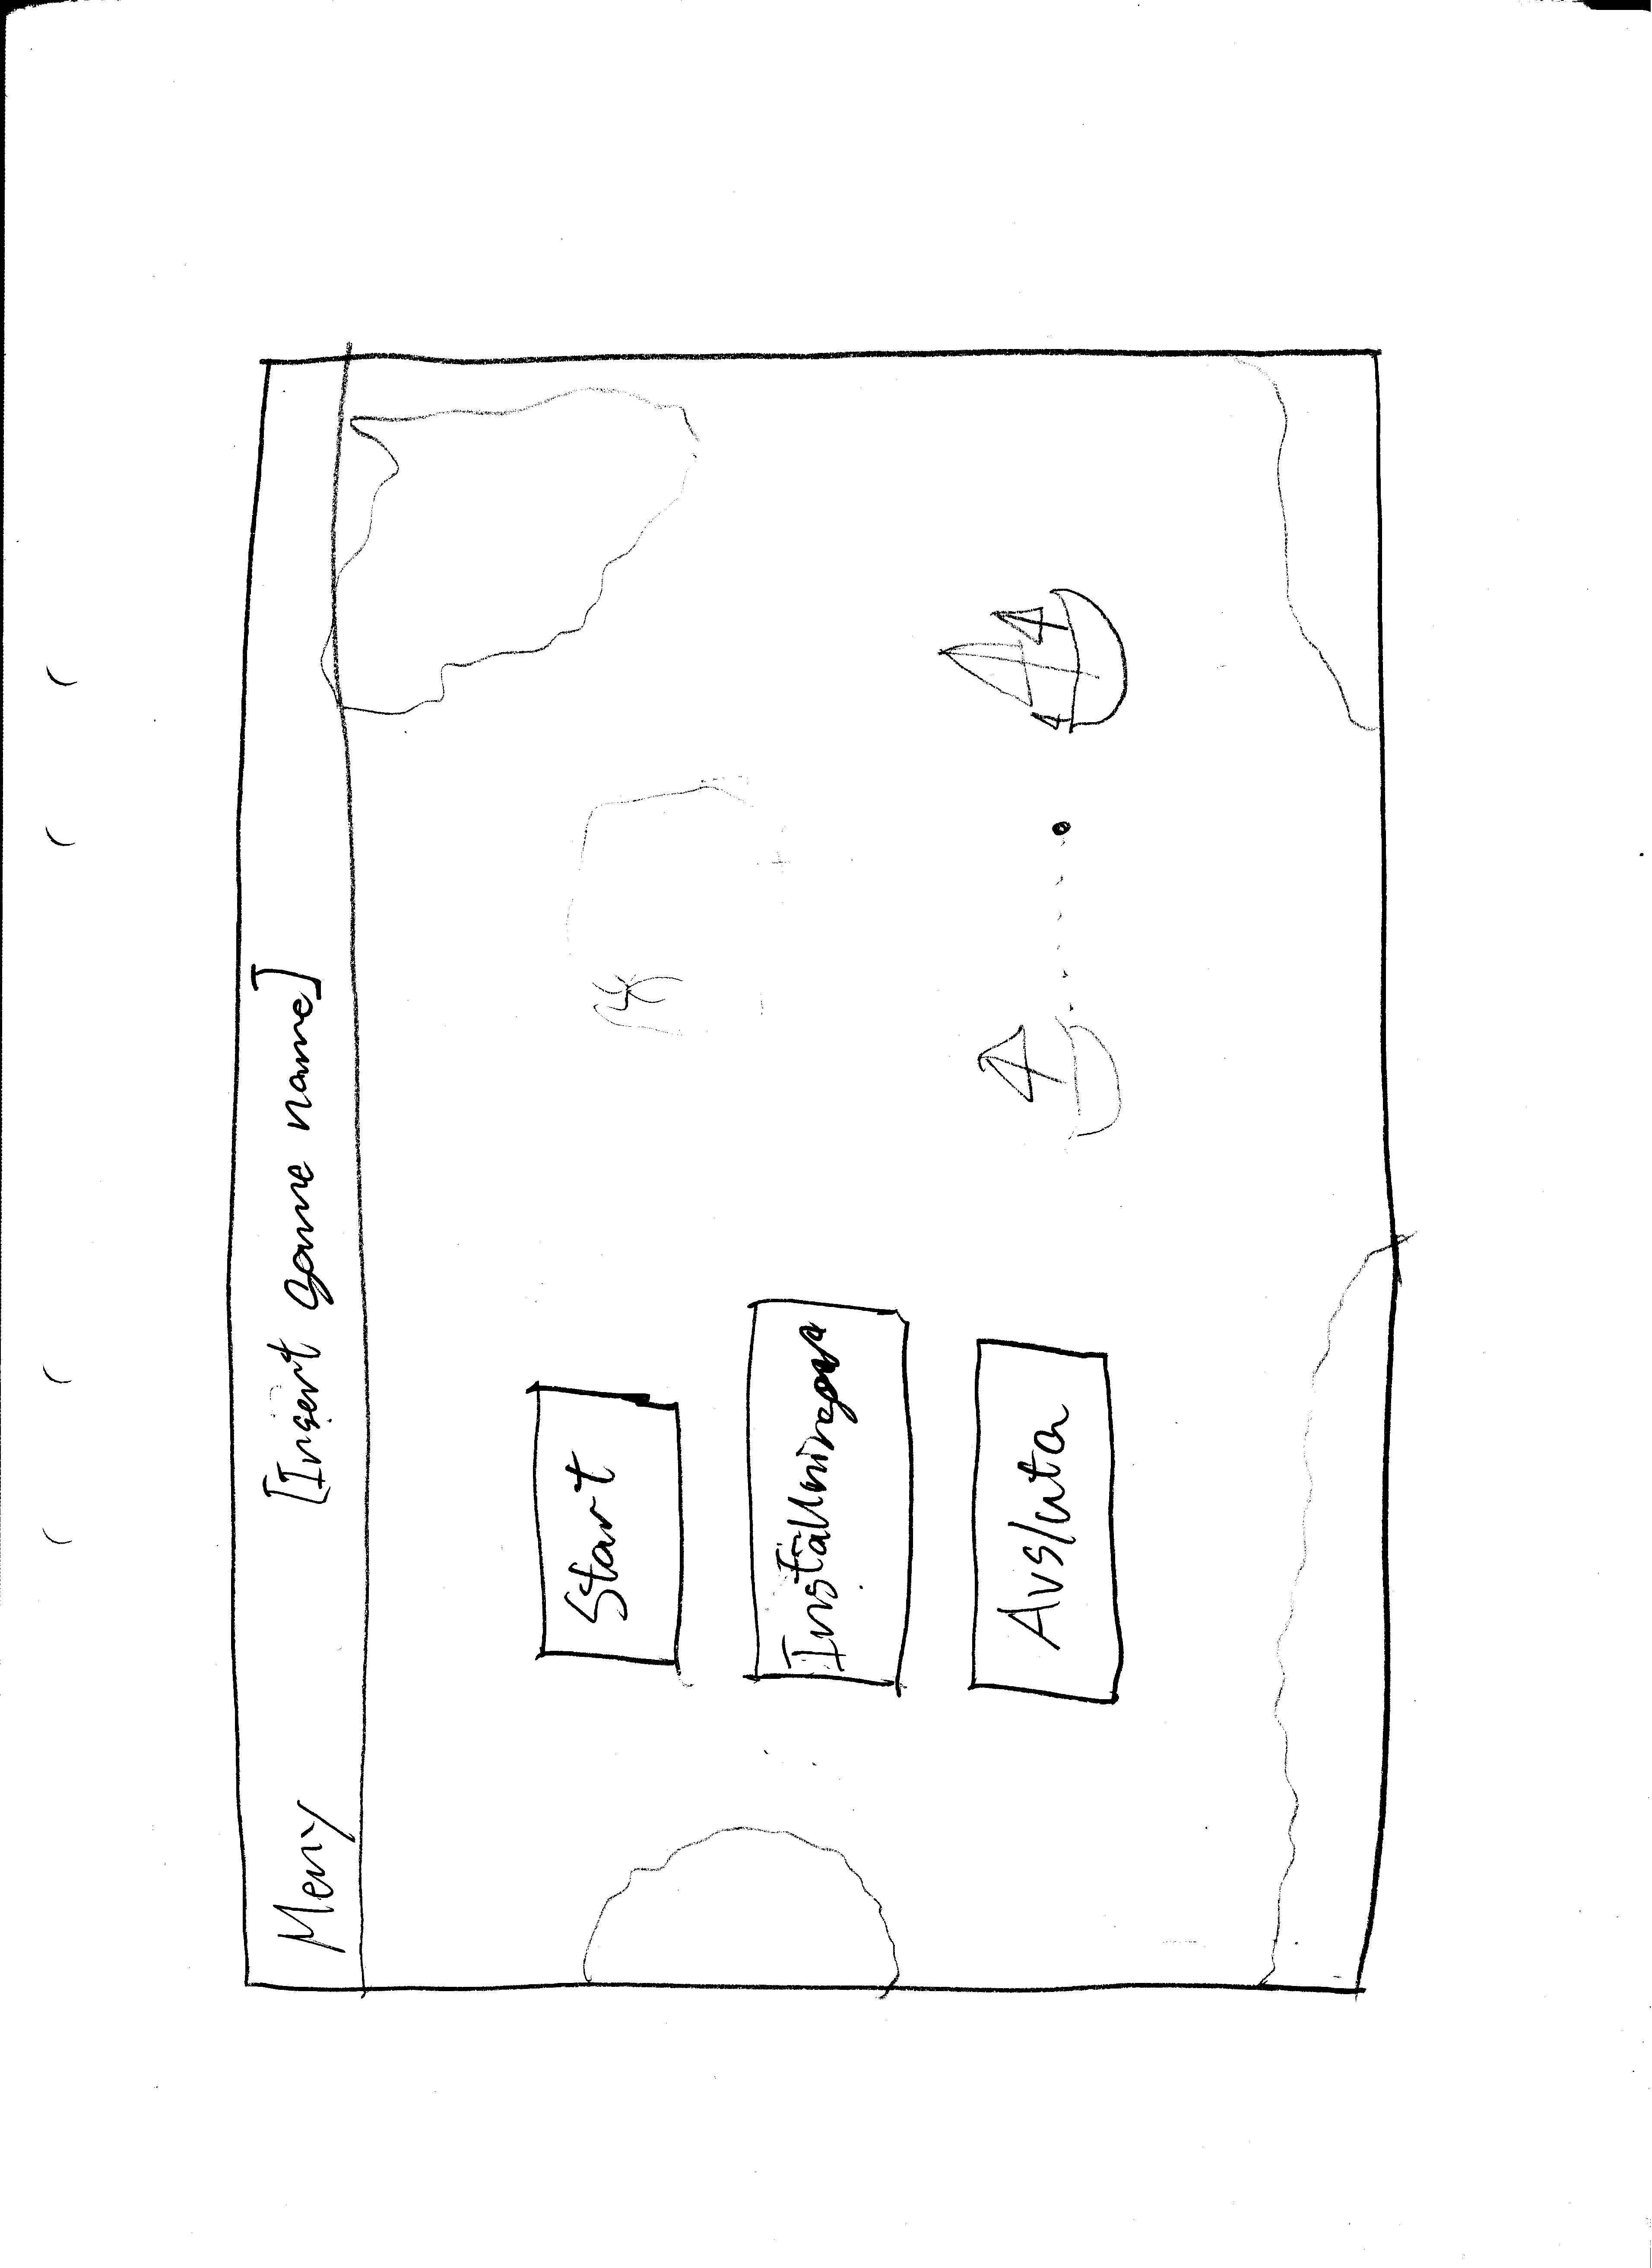 Meny [Insert game name]
Start
Inställningar
Avsluta